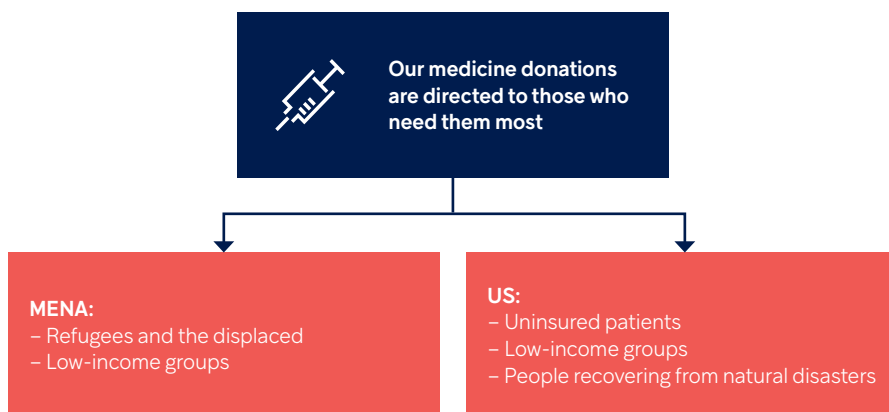 Our medicine donations
are directed to those who
need them most
MENA:
– Refugees and the displaced
– Low-income groups
US:
– Uninsured patients
– Low-income groups
– People recovering from natural disasters